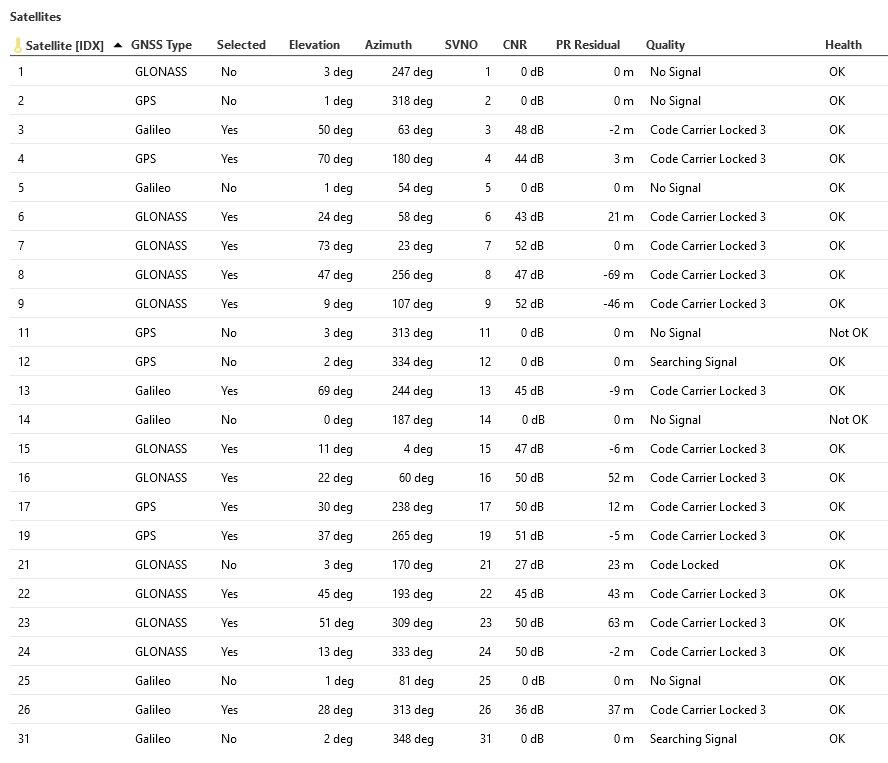 Satellites
Satellite [IDX] GNSS Type Selected Elevation Azimuth SVNO CNR PR Residual Quality Health
1 GLONASS No 3 deg 247 deg 1 0 dB 0 m No Signal OK
2 GPS No 1 deg 318 deg 2 0 dB 0 m No Signal OK
3 Galileo Yes 50 deg 63 deg 3 48 dB -2 m Code Carrier Locked 3 OK
4 GPS Yes 70 deg 180 deg 4 44 dB 3 m Code Carrier Locked 3 OK
5 Galileo No 1 deg 54 deg 5 0 dB 0 m No Signal OK
6 GLONASS Yes 24 deg 58 deg 6 43 dB 21 m Code Carrier Locked 3 OK
7 GLONASS Yes 73 deg 23 deg 7 52 dB 0 m Code Carrier Locked 3 OK
8 GLONASS Yes 47 deg 256 deg 8 47 dB -69 m Code Carrier Locked 3 OK
9 GLONASS Yes 9 deg 107 deg 9 52 dB -46 m Code Carrier Locked 3 OK
11 GPS No 3 deg 313 deg 11 0 dB 0 m No Signal Not OK
12 GPS No 2 deg 334 deg 12 0 dB 0 m Searching Signal OK
13 Galileo Yes 69 deg 244 deg 13 45 dB -9 m Code Carrier Locked 3 OK
14 Galileo No 0 deg 187 deg 14 0 dB 0 m No Signal Not OK
15 GLONASS Yes 11 deg 4 deg 15 47 dB -6 m Code Carrier Locked 3 OK
16 GLONASS Yes 22 deg 60 deg 16 50 dB 52 m Code Carrier Locked 3 OK
17 GPS Yes 30 deg 238 deg 17 50 dB 12 m Code Carrier Locked 3 OK
19 GPS Yes 37 deg 265 deg 19 51 dB -5 m Code Carrier Locked 3 OK
21 GLONASS No 3 deg 170 deg 21 27 dB 23 m Code Locked OK
22 GLONASS Yes 45 deg 193 deg 22 45 dB 43 m Code Carrier Locked 3 OK
23 GLONASS Yes 51 deg 309 deg 23 50 dB 63 m Code Carrier Locked 3 OK
24 GLONASS Yes 13 deg 333 deg 24 50 dB -2 m Code Carrier Locked 3 OK
25 Galileo No 1 deg 81 deg 25 0 dB 0 m No Signal OK
26 Galileo Yes 28 deg 313 deg 26 36 dB 37 m Code Carrier Locked 3 OK
31 Galileo No 2 deg 348 deg 31 0 dB 0 m Searching Signal OK